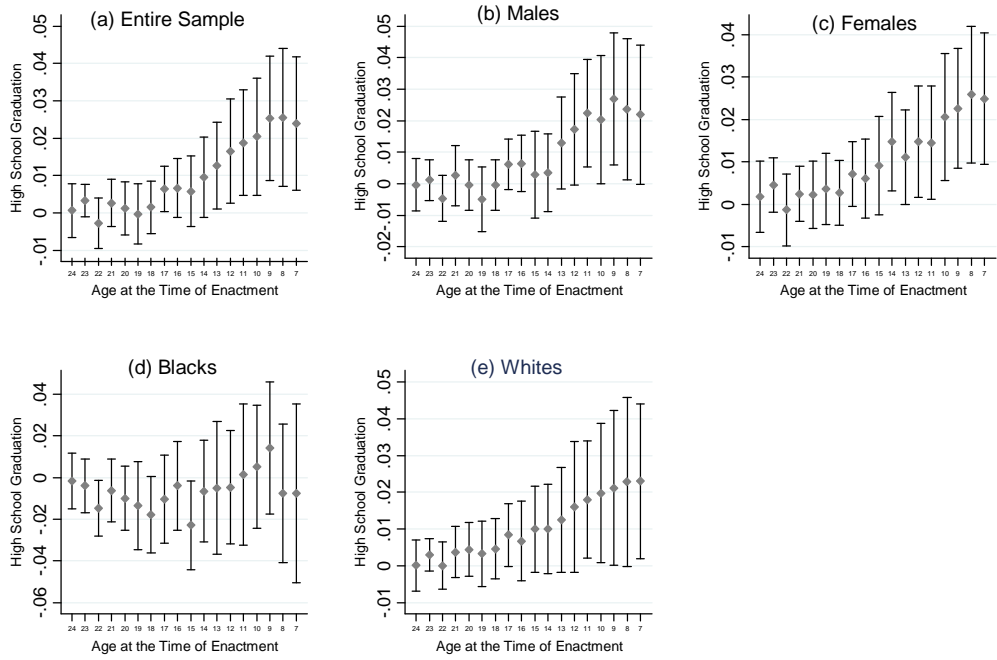 (a) Entire Sample
High School Graduation
.05
.04
.03
.02
.01
0
-.01
24 23 22 21 20 19 18 17 16 15 14 13 12 11 10 9 8 7
Age at the Time of Enactment
(b) Males
High School Graduation
.05
.04
.03
.02
.01
0
-.01
-.02
24 23 22 21 20 19 18 17 16 15 14 13 12 11 10 9 8 7
Age at the Time of Enactment
(c) Females
High School Graduation
.04
.03
.02
.01
0
-.01
24 23 22 21 20 19 18 17 16 15 14 13 12 11 10 9 8 7
Age at the Time of Enactment
(d) Blacks
High School Graduation
.04
.02
0
-.02
-.04
-.06
24 23 22 21 20 19 18 17 16 15 14 13 12 11 10 9 8 7
Age at the Time of Enactment
(e) Whites
High School Graduation
.05
.04
.03
.02
.01
0
-.01
24 23 22 21 20 19 18 17 16 15 14 13 12 11 10 9 8 7
Age at the Time of Enactment